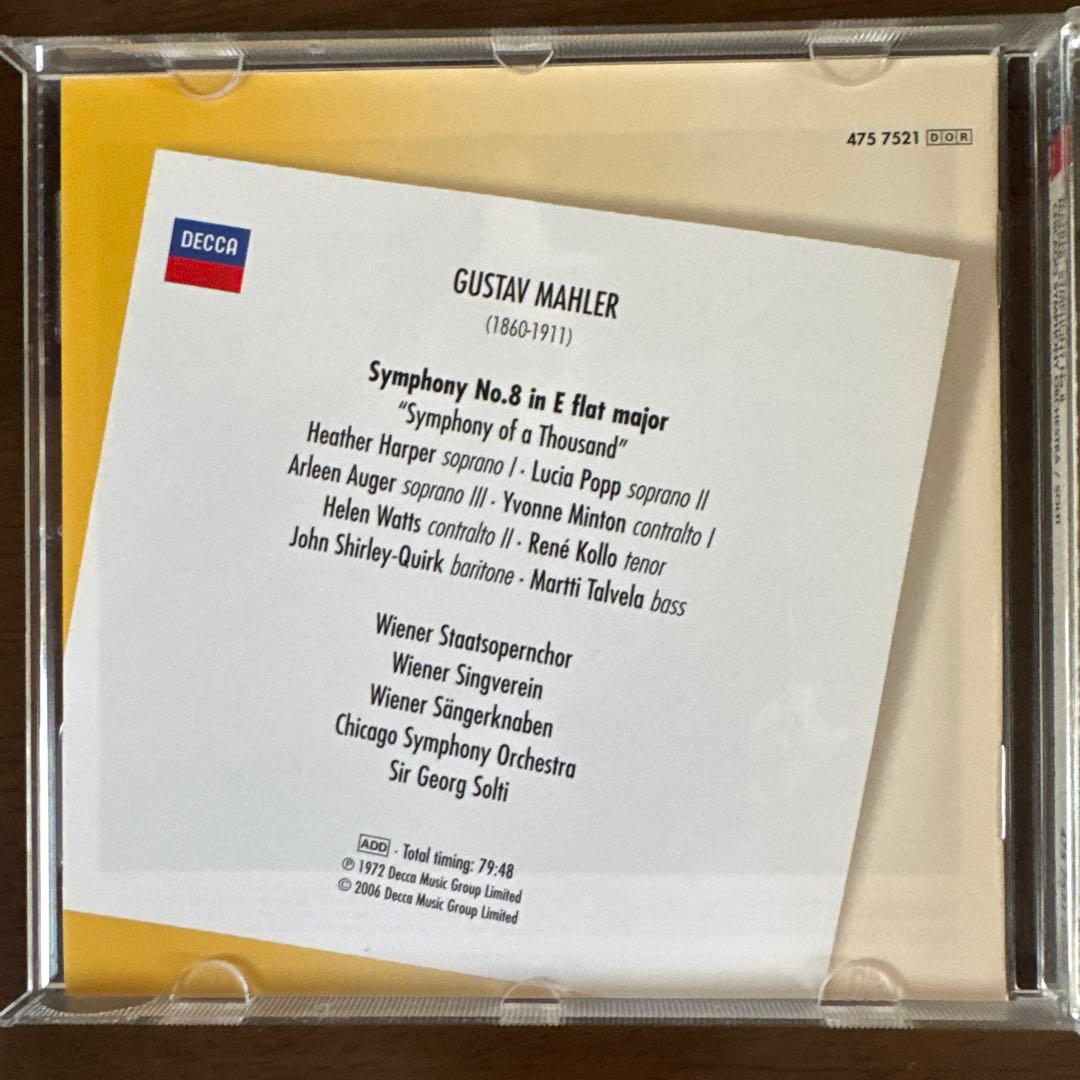 475 7521 DOR
DECCA
GUSTAV MAHLER
(1860-1911)
Symphony No.8 in E flat major
“Symphony of a Thousand”
Heather Harper soprano I · Lucia Popp soprano II
Arleen Auger soprano III · Yvonne Minton contralto I
Helen Watts contralto II · René Kollo tenor
John Shirley-Quirk baritone · Martti Talvela bass
Wiener Staatsopernchor
Wiener Singverein
Wiener Sängerknaben
Chicago Symphony Orchestra
Sir Georg Solti
ADD · Total timing: 79:48
℗ 1972 Decca Music Group Limited
© 2006 Decca Music Group Limited